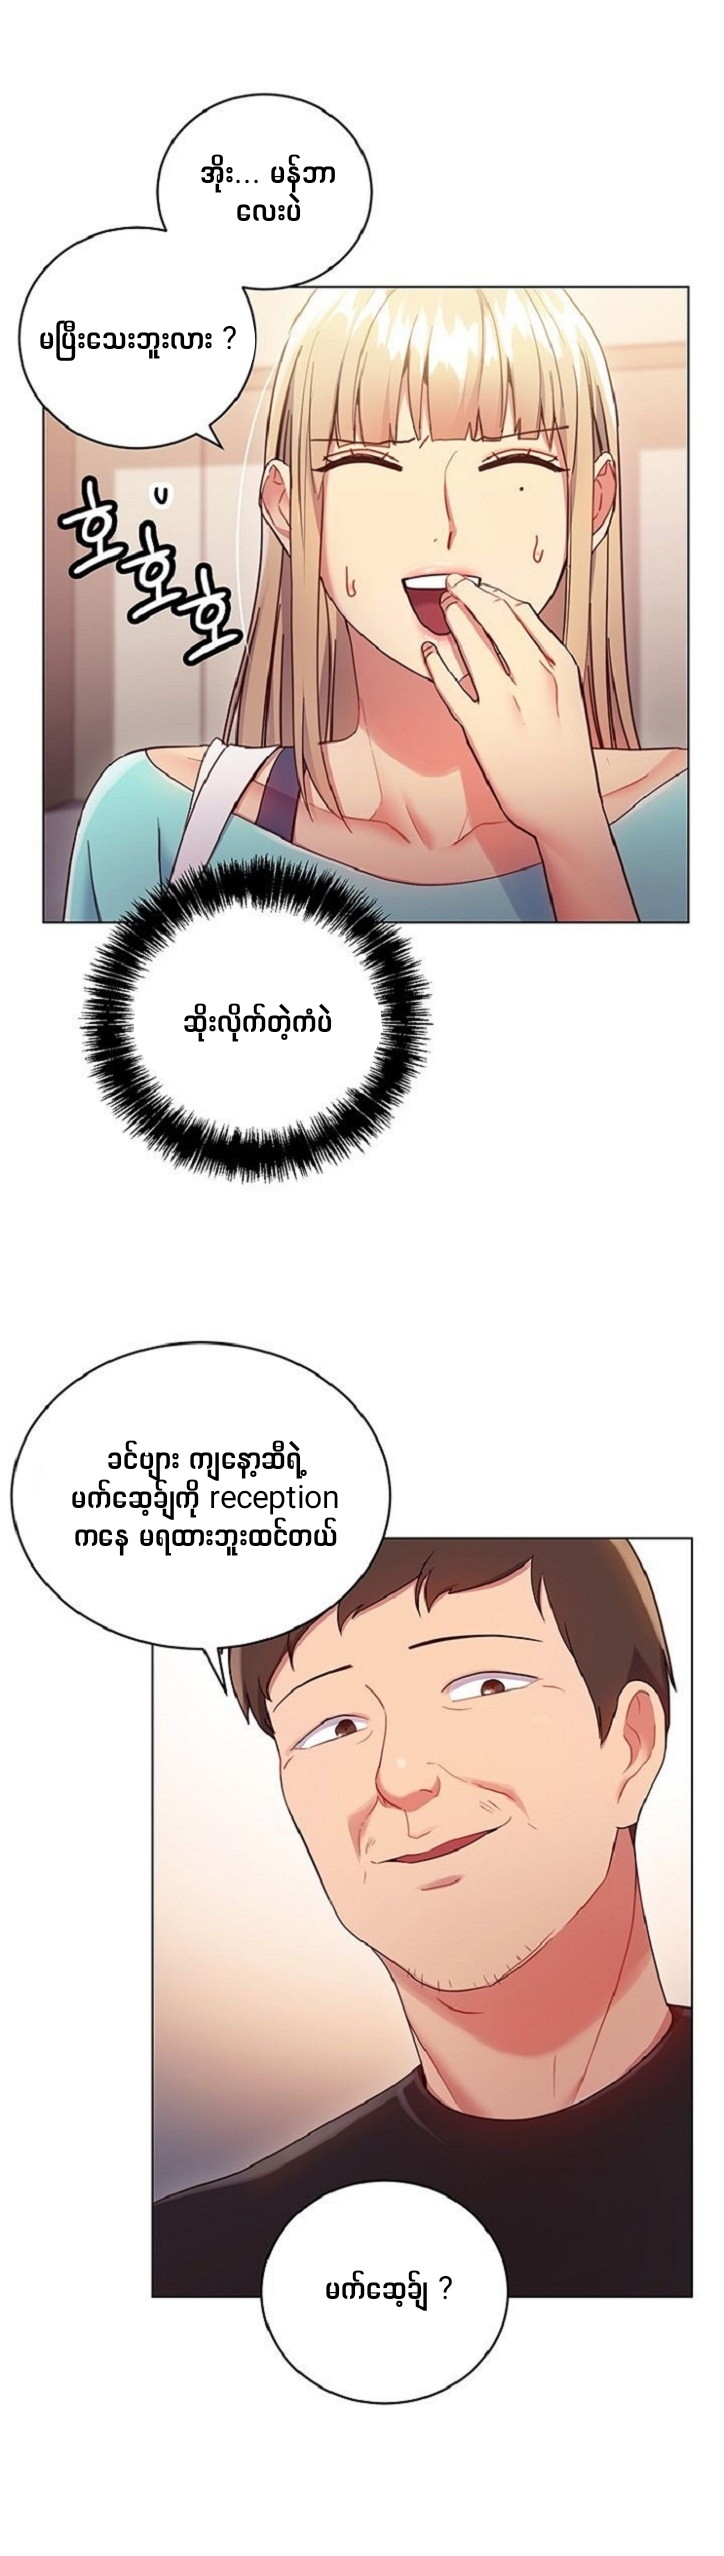 အိုး... မန်ဘာ
လေးပဲ
မပြီးသေးဘူးလား ?
호호호
ဆိုးလိုက်တဲ့ကံပဲ
ခင်ဗျား ကျနော့ဆီရဲ့
မက်ဆေ့ခ်ျကို reception
ကနေ မရထားဘူးထင်တယ်
မက်ဆေ့ခ်ျ ?